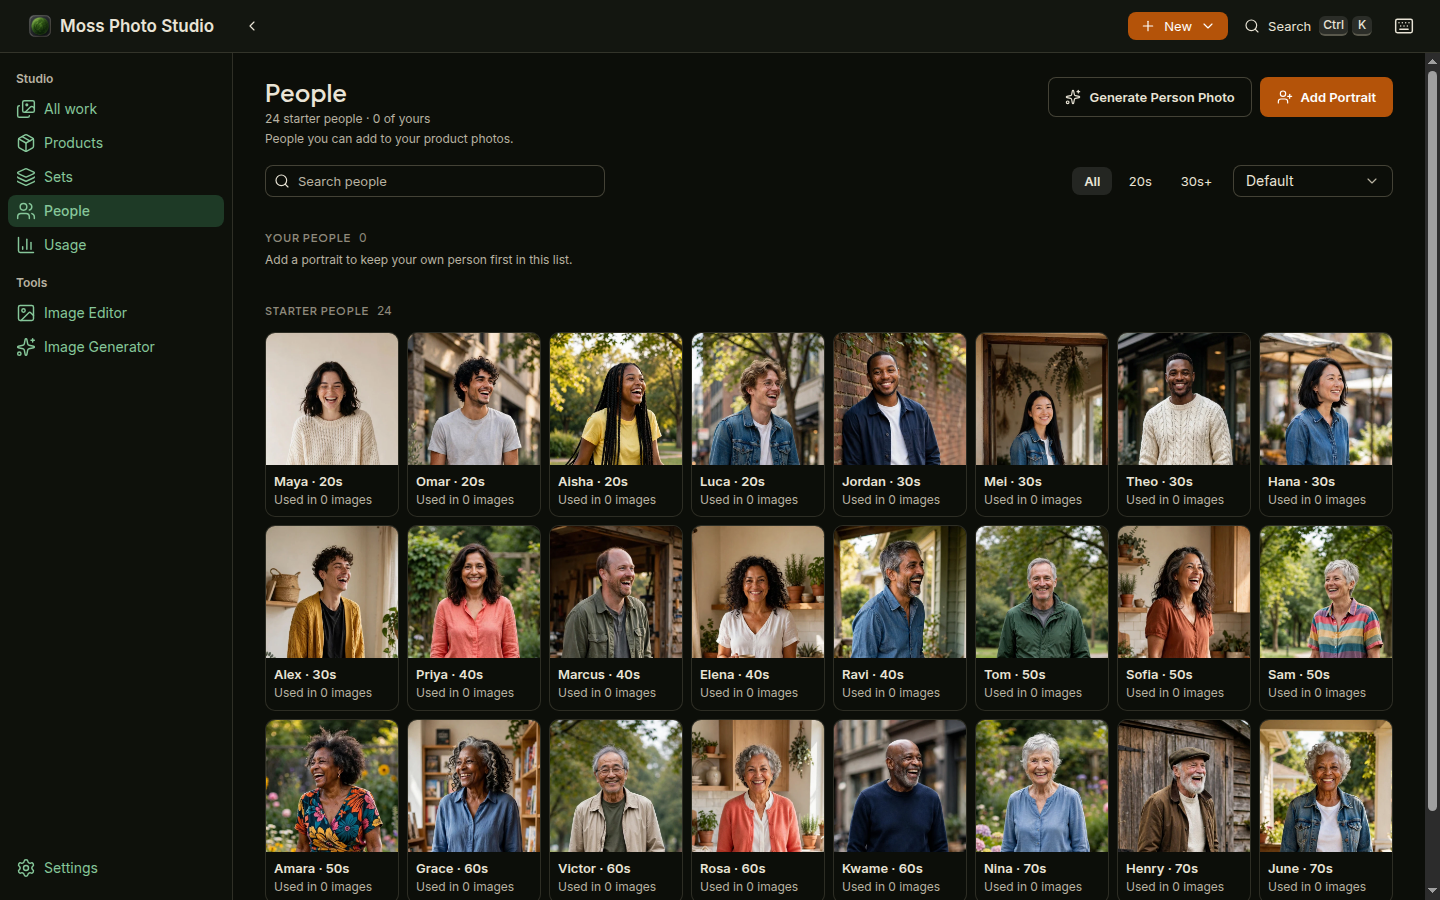 Moss Photo Studio
New
Search Ctrl K
Studio
All work
Products
Sets
People
Usage
Tools
Image Editor
Image Generator
Settings
People
24 starter people · 0 of yours
People you can add to your product photos.
Generate Person Photo
Add Portrait
Search people
All 20s 30s+ Default
YOUR PEOPLE 0
Add a portrait to keep your own person first in this list.
STARTER PEOPLE 24
Maya · 20s
Used in 0 images
Omar · 20s
Used in 0 images
Aisha · 20s
Used in 0 images
Luca · 20s
Used in 0 images
Jordan · 30s
Used in 0 images
Mei · 30s
Used in 0 images
Theo · 30s
Used in 0 images
Hana · 30s
Used in 0 images
Alex · 30s
Used in 0 images
Priya · 40s
Used in 0 images
Marcus · 40s
Used in 0 images
Elena · 40s
Used in 0 images
Ravi · 40s
Used in 0 images
Tom · 50s
Used in 0 images
Sofia · 50s
Used in 0 images
Sam · 50s
Used in 0 images
Amara · 50s
Used in 0 images
Grace · 60s
Used in 0 images
Victor · 60s
Used in 0 images
Rosa · 60s
Used in 0 images
Kwame · 60s
Used in 0 images
Nina · 70s
Used in 0 images
Henry · 70s
Used in 0 images
June · 70s
Used in 0 images